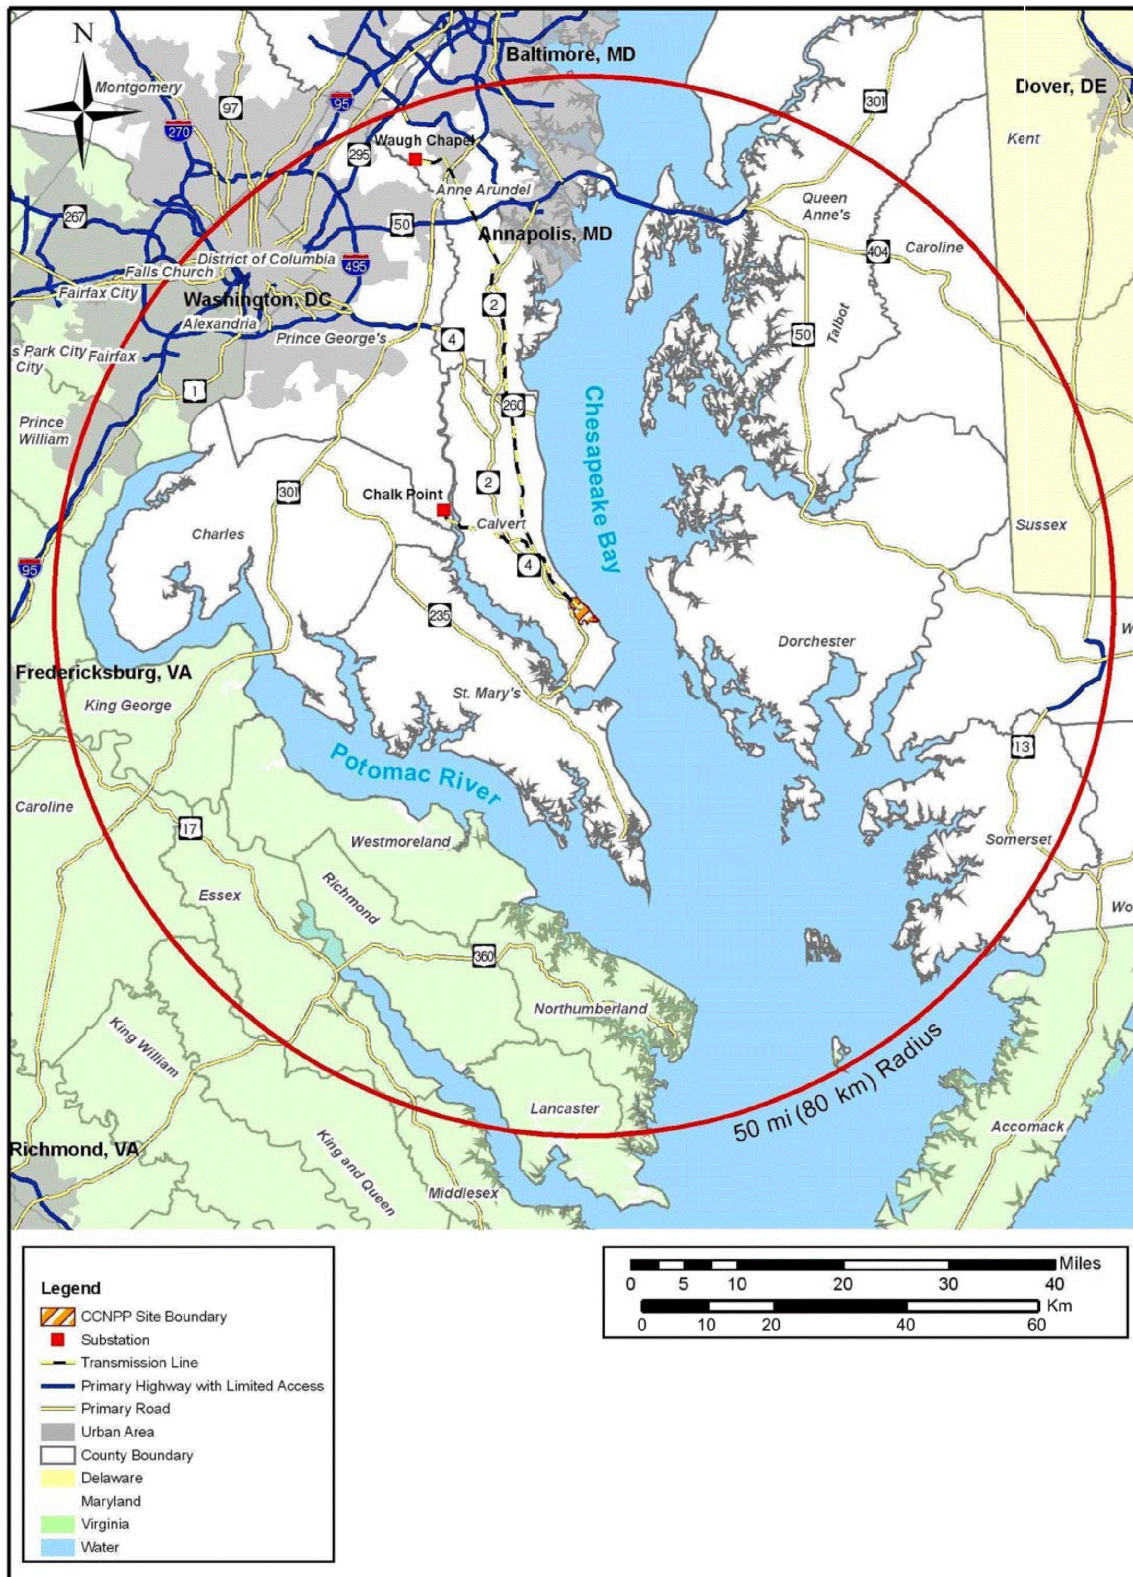 N
Baltimore, MD
Montgomery
Dover, DE
97
95
301
270
Kent
Waugh Chapel
295
Anne Arundel
Queen
Anne's
267
50
Annapolis, MD
Caroline
404
District of Columbia
Falls Church
495
Fairfax City
Washington, DC
2
Alexandria
Prince George's
4
50
Talbot
s Park City
City
Fairfax
1
260
Prince
William
Chesapeake Bay
301
Chalk Point
2
Calvert
Sussex
Charles
4
95
235
Dorchester
W
Fredericksburg, VA
St. Mary's
King George
13
Potomac River
Caroline
17
Westmoreland
Somerset
Richmond
Essex
Wo
360
Northumberland
King William
50 mi (80 km) Radius
Lancaster
Accomack
Richmond, VA
King and Queen
Middlesex
Legend
CCNPP Site Boundary
Substation
Transmission Line
Primary Highway with Limited Access
Primary Road
Urban Area
County Boundary
Delaware
Maryland
Virginia
Water
Miles
0 5 10 20 30 40
Km
0 10 20 40 60